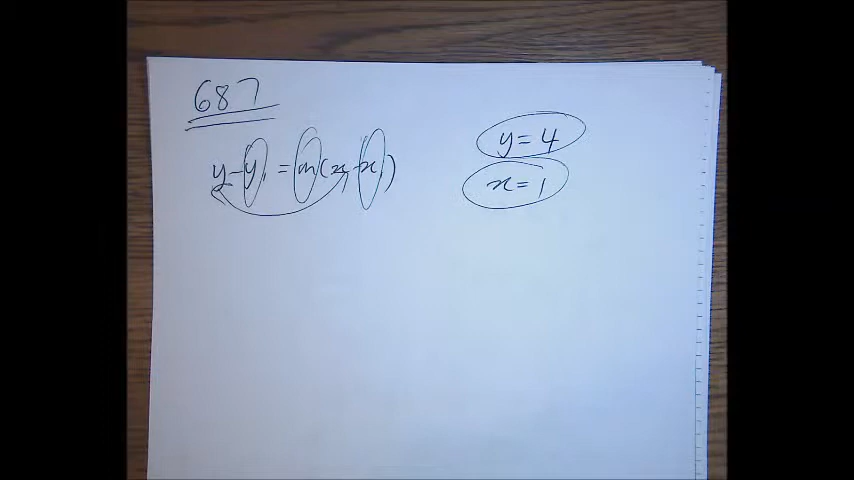 687
y-y₁ = m(x-x₁)
y=4
x=1